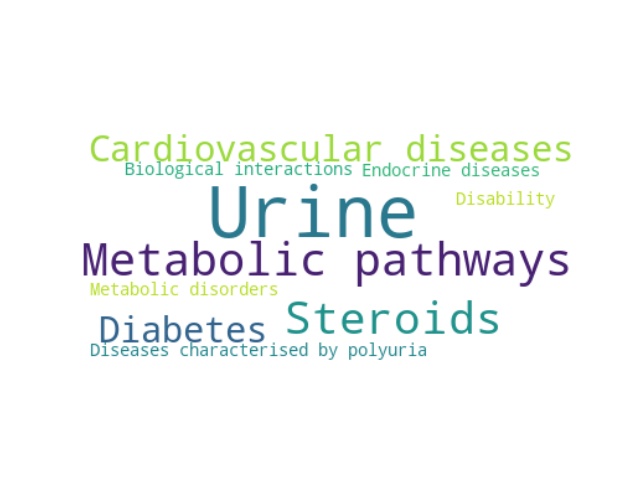 Cardiovascular diseases
Biological interactions
Endocrine diseases
Disability
Urine
Metabolic pathways
Metabolic disorders
Steroids
Diabetes
Diseases characterised by polyuria